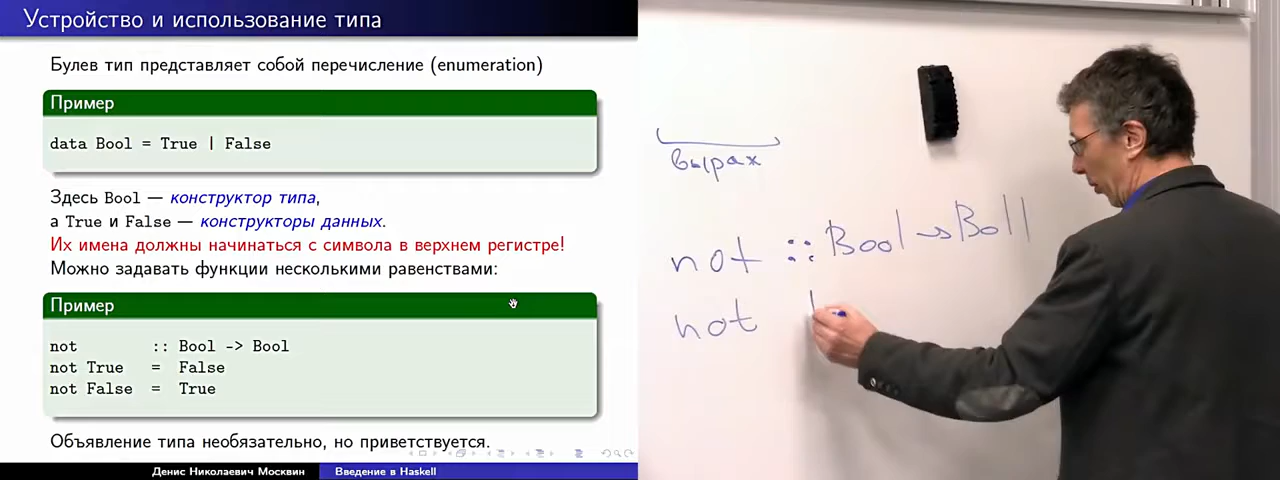 Устройство и использование типа
Булев тип представляет собой перечисление (enumeration)
Пример
data Bool = True | False
Здесь Bool — конструктор типа,
а True и False — конструкторы данных.
Их имена должны начинаться с символа в верхнем регистре!
Можно задавать функции несколькими равенствами:
Пример
not :: Bool -> Bool
not True = False
not False = True
Объявление типа необязательно, но приветствуется.
Денис Николаевич Москвин Введение в Haskell
выраж
not :: Bool → Boll
not